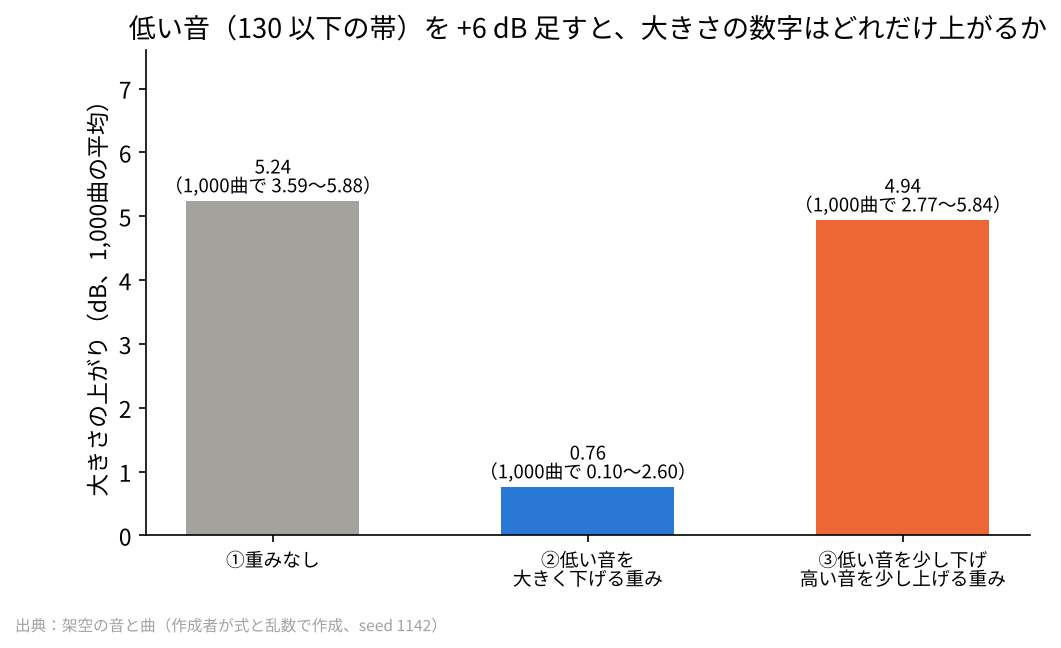 低い音（130 以下の帯）を +6 dB 足すと、大きさの数字はどれだけ上がるか
大きさの上がり（dB、1,000曲の平均）
7
6
5
4
3
2
1
0
5.24
（1,000曲で 3.59～5.88）
0.76
（1,000曲で 0.10～2.60）
4.94
（1,000曲で 2.77～5.84）
①重みなし
②低い音を
大きく下げる重み
③低い音を少し下げ
高い音を少し上げる重み
出典：架空の音と曲（作成者が式と乱数で作成、seed 1142）